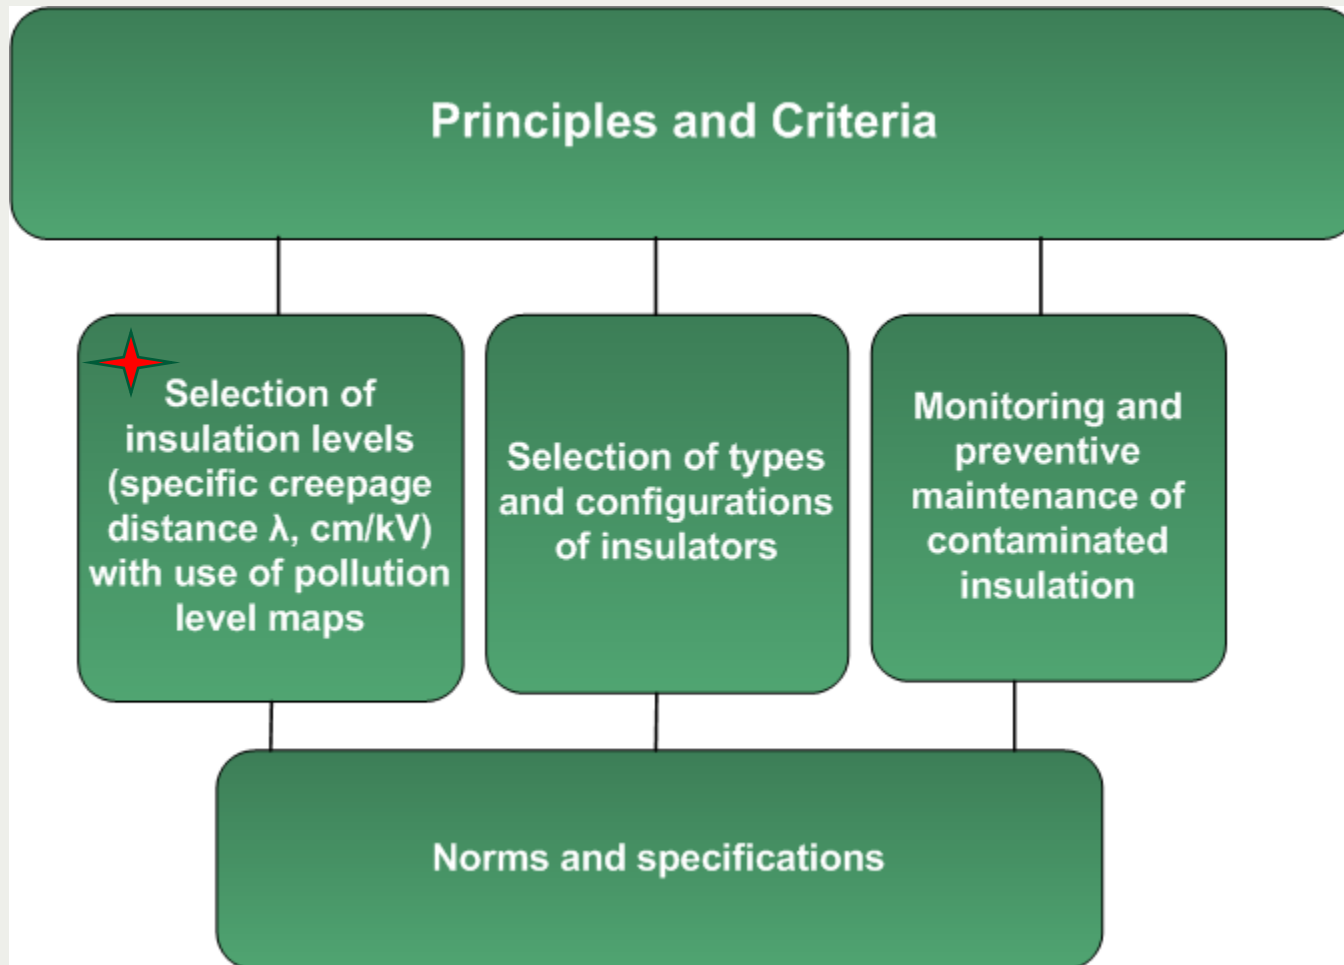 Principles and Criteria
Selection of
insulation levels
(specific creepage
distance λ, cm/kV)
with use of pollution
level maps
Selection of types
and configurations
of insulators
Monitoring and
preventive
maintenance of
contaminated
insulation
Norms and specifications